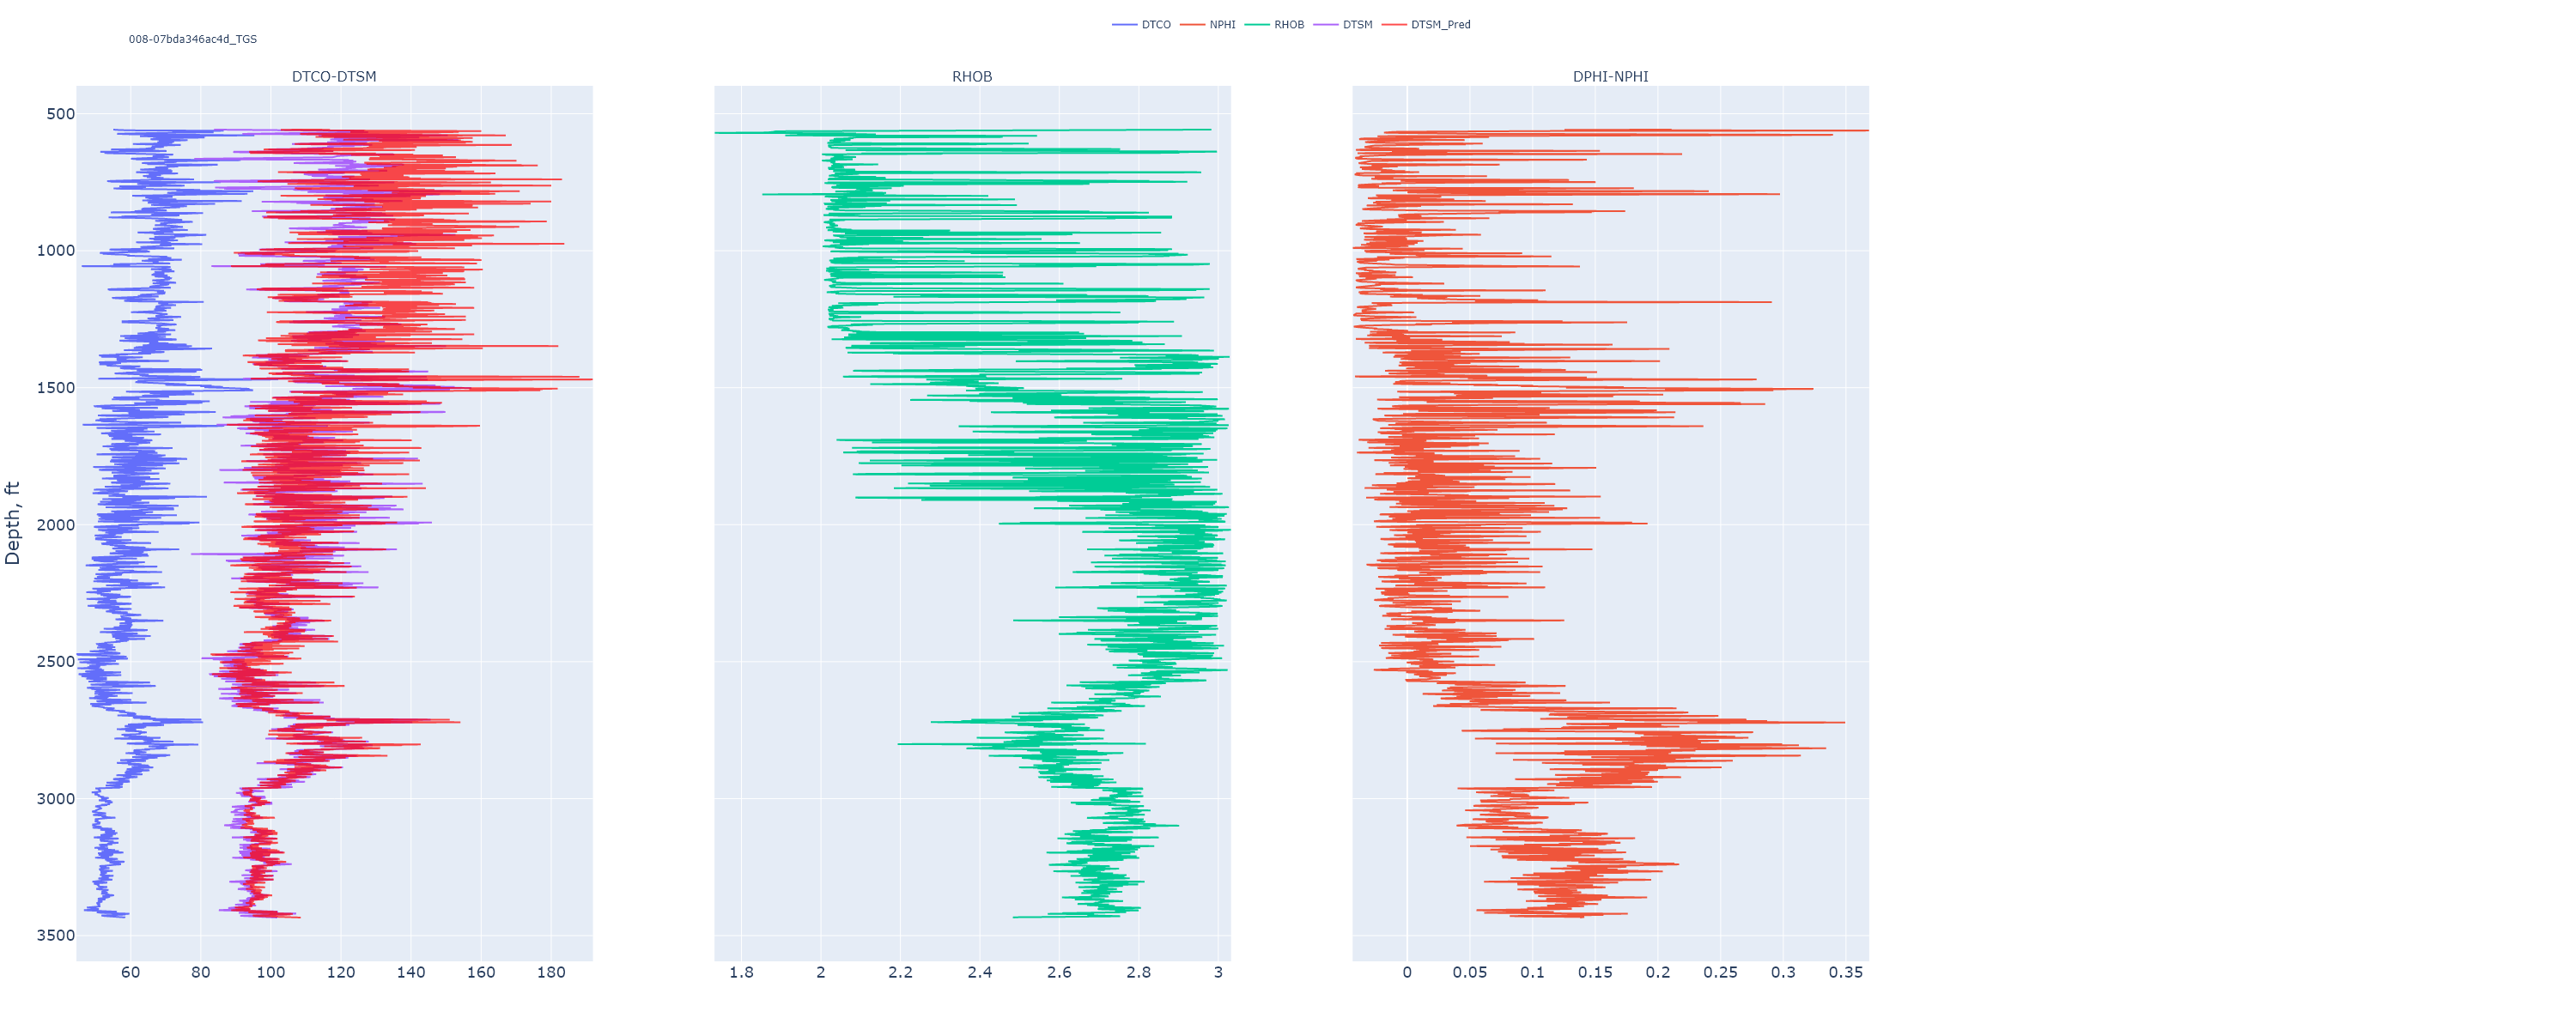 DTCO NPHI RHOB DTSM DTSM_Pred
008-07bda346ac4d_TGS
DTCO-DTSM RHOB DPHI-NPHI
500
1000
1500
2000
2500
3000
3500
Depth, ft
60 80 100 120 140 160 180
1.8 2 2.2 2.4 2.6 2.8 3
0 0.05 0.1 0.15 0.2 0.25 0.3 0.35